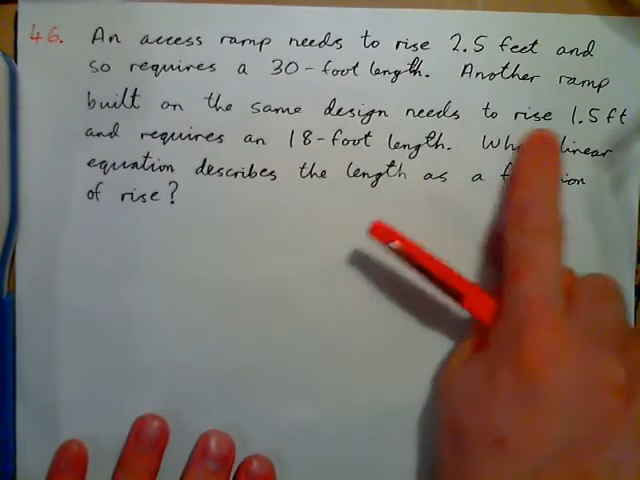 46. An access ramp needs to rise 2.5 feet and
so requires a 30-foot length. Another ramp
built on the same design needs to rise 1.5 ft
and requires an 18-foot length. linear
equation describes the length as a
of rise?